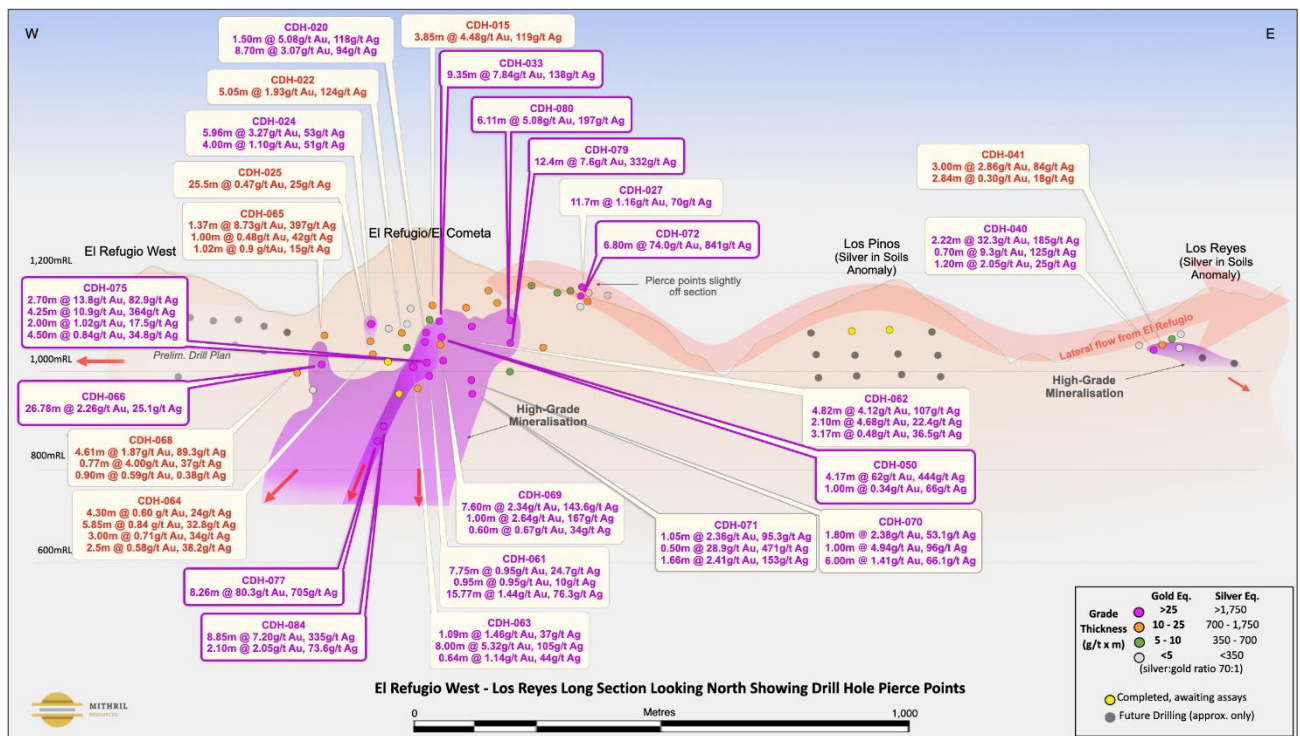 W
E
CDH-020
1.50m @ 5.08g/t Au, 118g/t Ag
8.70m @ 3.07g/t Au, 94g/t Ag
CDH-015
3.85m @ 4.48g/t Au, 119g/t Ag
CDH-033
9.35m @ 7.84g/t Au, 138g/t Ag
CDH-022
5.05m @ 1.93g/t Au, 124g/t Ag
CDH-080
6.11m @ 5.08g/t Au, 197g/t Ag
CDH-024
5.96m @ 3.27g/t Au, 53g/t Ag
4.00m @ 1.10g/t Au, 51g/t Ag
CDH-079
12.4m @ 7.6g/t Au, 332g/t Ag
CDH-041
3.00m @ 2.86g/t Au, 84g/t Ag
2.84m @ 0.30g/t Au, 18g/t Ag
CDH-025
25.5m @ 0.47g/t Au, 25g/t Ag
CDH-027
11.7m @ 1.16g/t Au, 70g/t Ag
CDH-065
1.37m @ 8.73g/t Au, 397g/t Ag
1.00m @ 0.48g/t Au, 42g/t Ag
1.02m @ 0.9 g/tAu, 15g/t Ag
CDH-072
6.80m @ 74.0g/t Au, 841g/t Ag
CDH-040
2.22m @ 32.3g/t Au, 185g/t Ag
0.70m @ 9.3g/t Au, 125g/t Ag
1.20m @ 2.05g/t Au, 25g/t Ag
El Refugio West
El Refugio/El Cometa
Los Pinos
(Silver in Soils
Anomaly)
Los Reyes
(Silver in Soils
Anomaly)
1,200mRL
Pierce points slightly
off section
CDH-075
2.70m @ 13.8g/t Au, 82.9g/t Ag
4.25m @ 10.9g/t Au, 364g/t Ag
2.00m @ 1.02g/t Au, 17.5g/t Ag
4.50m @ 0.84g/t Au, 34.8g/t Ag
Lateral flow from El Refugio
Prelim. Drill Plan
1,000mRL
High-Grade
Mineralisation
CDH-066
26.78m @ 2.26g/t Au, 25.1g/t Ag
High-Grade
Mineralisation
CDH-062
4.82m @ 4.12g/t Au, 107g/t Ag
2.10m @ 4.68g/t Au, 22.4g/t Ag
3.17m @ 0.48g/t Au, 36.5g/t Ag
CDH-068
4.61m @ 1.87g/t Au, 89.3g/t Ag
0.77m @ 4.00g/t Au, 37g/t Ag
0.90m @ 0.59g/t Au, 0.38g/t Ag
800mRL
CDH-050
4.17m @ 62g/t Au, 444g/t Ag
1.00m @ 0.34g/t Au, 66g/t Ag
CDH-064
4.30m @ 0.60 g/t Au, 24g/t Ag
5.85m @ 0.84 g/t Au, 32.8g/t Ag
3.00m @ 0.71g/t Au, 34g/t Ag
2.5m @ 0.58g/t Au, 38.2g/t Ag
CDH-069
7.60m @ 2.34g/t Au, 143.6g/t Ag
1.00m @ 2.64g/t Au, 167g/t Ag
0.60m @ 0.67g/t Au, 34g/t Ag
CDH-071
1.05m @ 2.36g/t Au, 95.3g/t Ag
0.50m @ 28.9g/t Au, 471g/t Ag
1.66m @ 2.41g/t Au, 153g/t Ag
CDH-070
1.80m @ 2.38g/t Au, 53.1g/t Ag
1.00m @ 4.94g/t Au, 96g/t Ag
6.00m @ 1.41g/t Au, 66.1g/t Ag
600mRL
CDH-061
7.75m @ 0.95g/t Au, 24.7g/t Ag
0.95m @ 0.95g/t Au, 10g/t Ag
15.77m @ 1.44g/t Au, 76.3g/t Ag
CDH-077
8.26m @ 80.3g/t Au, 705g/t Ag
CDH-084
8.85m @ 7.20g/t Au, 335g/t Ag
2.10m @ 2.05g/t Au, 73.6g/t Ag
CDH-063
1.09m @ 1.46g/t Au, 37g/t Ag
8.00m @ 5.32g/t Au, 105g/t Ag
0.64m @ 1.14g/t Au, 44g/t Ag
Gold Eq. Silver Eq.
Grade Thickness (g/t x m)
>25 >1,750
10 - 25 700 - 1,750
5 - 10 350 - 700
<5 <350
(silver:gold ratio 70:1)
Completed, awaiting assays
Future Drilling (approx. only)
El Refugio West - Los Reyes Long Section Looking North Showing Drill Hole Pierce Points
0 Metres 1,000
MITHRIL
RESOURCES